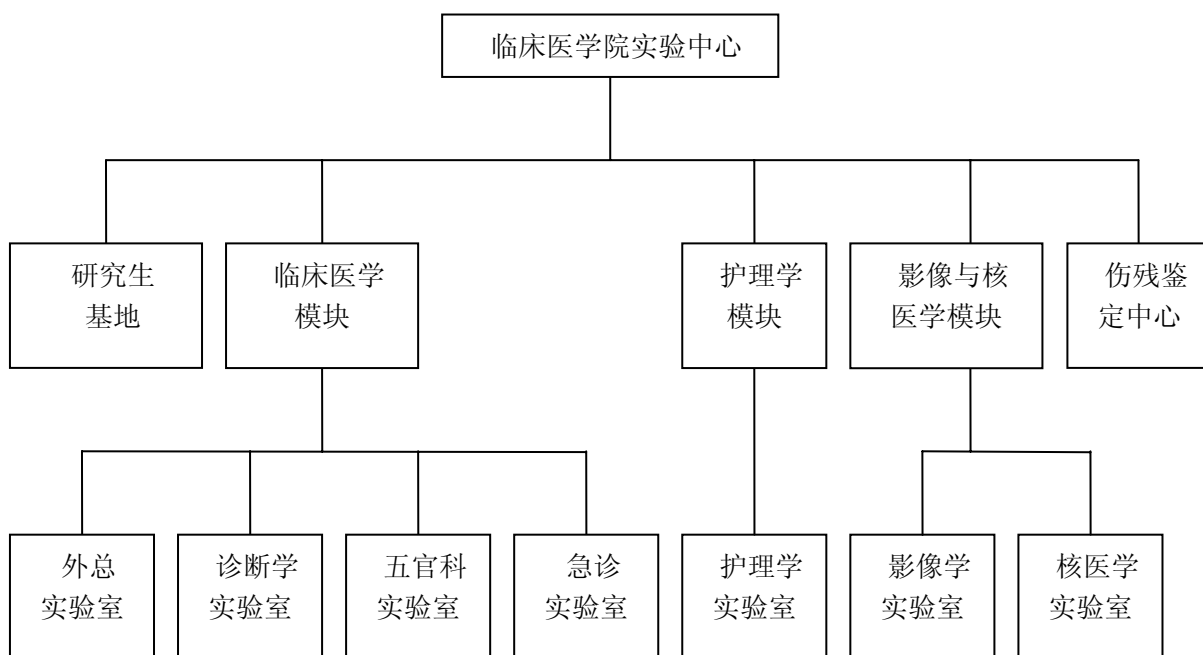 临床医学院实验中心
研究生
基地
临床医学
模块
护理学
模块
影像与核
医学模块
伤残鉴
定中心
外总
实验室
诊断学
实验室
五官科
实验室
急诊
实验室
护理学
实验室
影像学
实验室
核医学
实验室